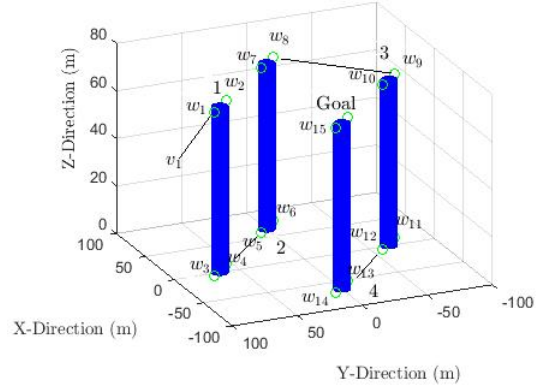 w8
80
w7
3
w9
60
w10
1
w2
w1
Goal
40
w15
v1
20
w6
0
w5
w11
100
w12
2
w3
w4
w13
50
w14
4
0
-50
-100
-100
-50
0
50
100
X-Direction (m)
Y-Direction (m)
Z-Direction (m)